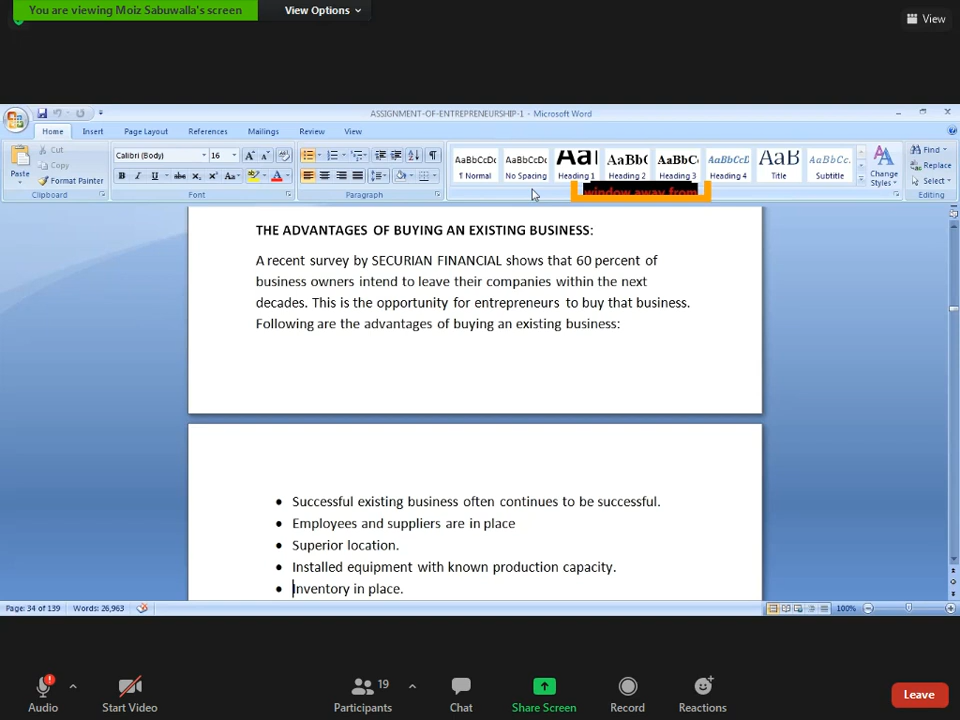 You are viewing Moiz Sabuwalla's screen
View Options
View
ASSIGNMENT-OF-ENTREPRENEURSHIP-1 - Microsoft Word
Home Insert Page Layout References Mailings Review View
Paste
Cut
Copy
Format Painter
Clipboard
Calibri (Body) 16
Font
Paragraph
AaBbCcDc AaBbCcDc AaB AaBbC AaBbC AaBbCcD AaB AaBbCc.
¶ Normal No Spacing Heading 1 Heading 2 Heading 3 Heading 4 Title Subtitle
Change Styles
window away from
Find
Replace
Select
Editing
THE ADVANTAGES OF BUYING AN EXISTING BUSINESS:
A recent survey by SECURIAN FINANCIAL shows that 60 percent of
business owners intend to leave their companies within the next
decades. This is the opportunity for entrepreneurs to buy that business.
Following are the advantages of buying an existing business:
• Successful existing business often continues to be successful.
• Employees and suppliers are in place
• Superior location.
• Installed equipment with known production capacity.
• Inventory in place.
Page: 34 of 139 Words: 26,963 100%
Audio
Start Video
Participants 19
Chat
Share Screen
Record
Reactions
Leave